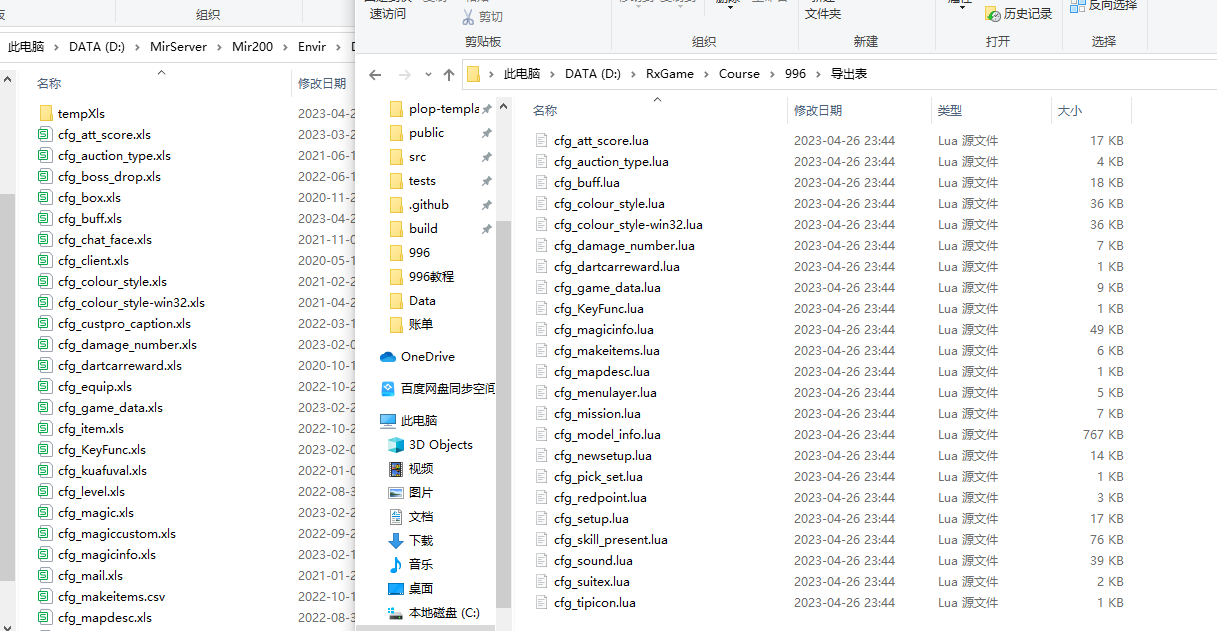 组织
此电脑 › DATA (D:) › MirServer › Mir200 › Envir ›
名称
修改日期
tempXls 2023-04-2
cfg_att_score.xls 2023-03-2
cfg_auction_type.xls 2021-06-1
cfg_boss_drop.xls 2022-06-1
cfg_box.xls 2020-11-2
cfg_buff.xls 2023-04-2
cfg_chat_face.xls 2021-11-0
cfg_client.xls 2020-05-1
cfg_colour_style.xls 2021-02-2
cfg_colour_style-win32.xls 2021-04-2
cfg_custpro_caption.xls 2022-03-1
cfg_damage_number.xls 2023-02-0
cfg_dartcarreward.xls 2020-10-1
cfg_equip.xls 2022-10-2
cfg_game_data.xls 2023-02-2
cfg_item.xls 2022-10-2
cfg_KeyFunc.xls 2023-02-0
cfg_kuafuval.xls 2022-01-0
cfg_level.xls 2022-08-3
cfg_magic.xls 2023-02-2
cfg_magiccustom.xls 2022-09-2
cfg_magicinfo.xls 2023-02-1
cfg_mail.xls 2021-01-2
cfg_makeitems.csv 2022-10-1
cfg_mapdesc.xls 2022-08-3
速访问
剪切
剪贴板
组织
文件夹
新建
历史记录
打开
反向选择
选择
此电脑 › DATA (D:) › RxGame › Course › 996 › 导出表
plop-templa
public
src
tests
.github
build
996
996教程
Data
账单
OneDrive
百度网盘同步空间
此电脑
3D Objects
视频
图片
文档
下载
音乐
桌面
本地磁盘 (C:)
名称 修改日期 类型 大小
cfg_att_score.lua 2023-04-26 23:44 Lua 源文件 17 KB
cfg_auction_type.lua 2023-04-26 23:44 Lua 源文件 4 KB
cfg_buff.lua 2023-04-26 23:44 Lua 源文件 18 KB
cfg_colour_style.lua 2023-04-26 23:44 Lua 源文件 36 KB
cfg_colour_style-win32.lua 2023-04-26 23:44 Lua 源文件 36 KB
cfg_damage_number.lua 2023-04-26 23:44 Lua 源文件 7 KB
cfg_dartcarreward.lua 2023-04-26 23:44 Lua 源文件 1 KB
cfg_game_data.lua 2023-04-26 23:44 Lua 源文件 9 KB
cfg_KeyFunc.lua 2023-04-26 23:44 Lua 源文件 1 KB
cfg_magicinfo.lua 2023-04-26 23:44 Lua 源文件 49 KB
cfg_makeitems.lua 2023-04-26 23:44 Lua 源文件 6 KB
cfg_mapdesc.lua 2023-04-26 23:44 Lua 源文件 1 KB
cfg_menulayer.lua 2023-04-26 23:44 Lua 源文件 5 KB
cfg_mission.lua 2023-04-26 23:44 Lua 源文件 7 KB
cfg_model_info.lua 2023-04-26 23:44 Lua 源文件 767 KB
cfg_newsetup.lua 2023-04-26 23:44 Lua 源文件 14 KB
cfg_pick_set.lua 2023-04-26 23:44 Lua 源文件 1 KB
cfg_redpoint.lua 2023-04-26 23:44 Lua 源文件 3 KB
cfg_setup.lua 2023-04-26 23:44 Lua 源文件 17 KB
cfg_skill_present.lua 2023-04-26 23:44 Lua 源文件 76 KB
cfg_sound.lua 2023-04-26 23:44 Lua 源文件 39 KB
cfg_suitex.lua 2023-04-26 23:44 Lua 源文件 2 KB
cfg_tipicon.lua 2023-04-26 23:44 Lua 源文件 1 KB